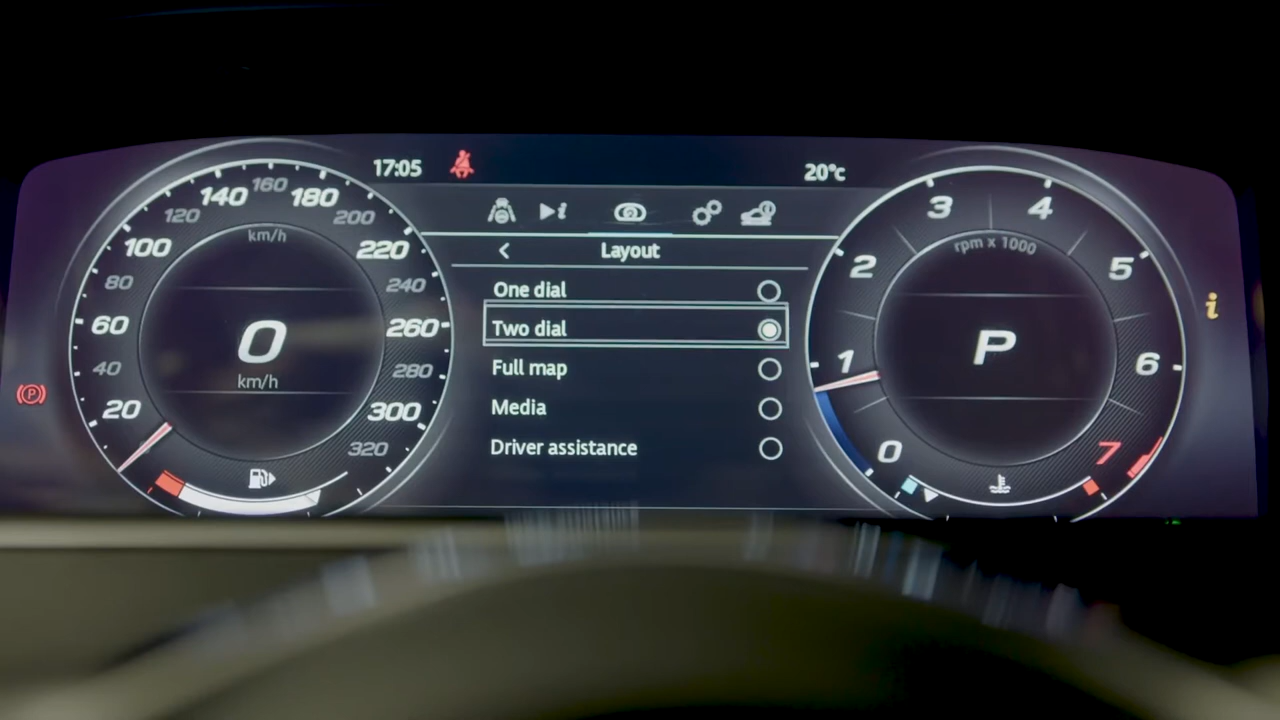 17:05
20°c
Layout
One dial
Two dial
Full map
Media
Driver assistance
20
40
60
80
100
120
140
160
180
200
220
240
260
280
300
320
km/h
0
km/h
0
1
2
3
4
5
6
7
rpm x 1000
P
P
i